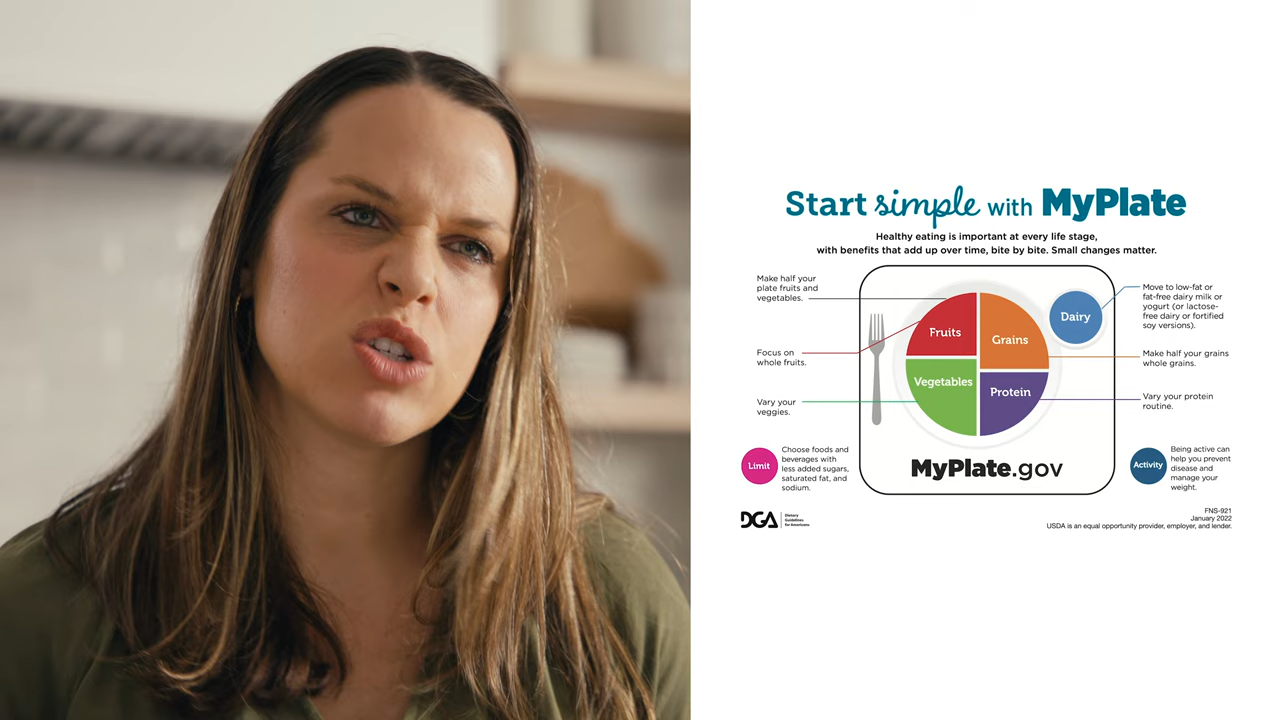 Start simple with MyPlate
Healthy eating is important at every life stage,
with benefits that add up over time, bite by bite. Small changes matter.
Make half your
plate fruits and
vegetables.
Focus on
whole fruits.
Vary your
veggies.
Fruits
Grains
Vegetables
Protein
Dairy
Move to low-fat or
fat-free dairy milk or
yogurt (or lactose-
free dairy or fortified
soy versions).
Make half your grains
whole grains.
Vary your protein
routine.
MyPlate.gov
Limit
Choose foods and
beverages with
less added sugars,
saturated fat, and
sodium.
Activity
Being active can
help you prevent
disease and
manage your
weight.
DGA
Dietary
Guidelines
for Americans
FNS-921
January 2022
USDA is an equal opportunity provider, employer, and lender.